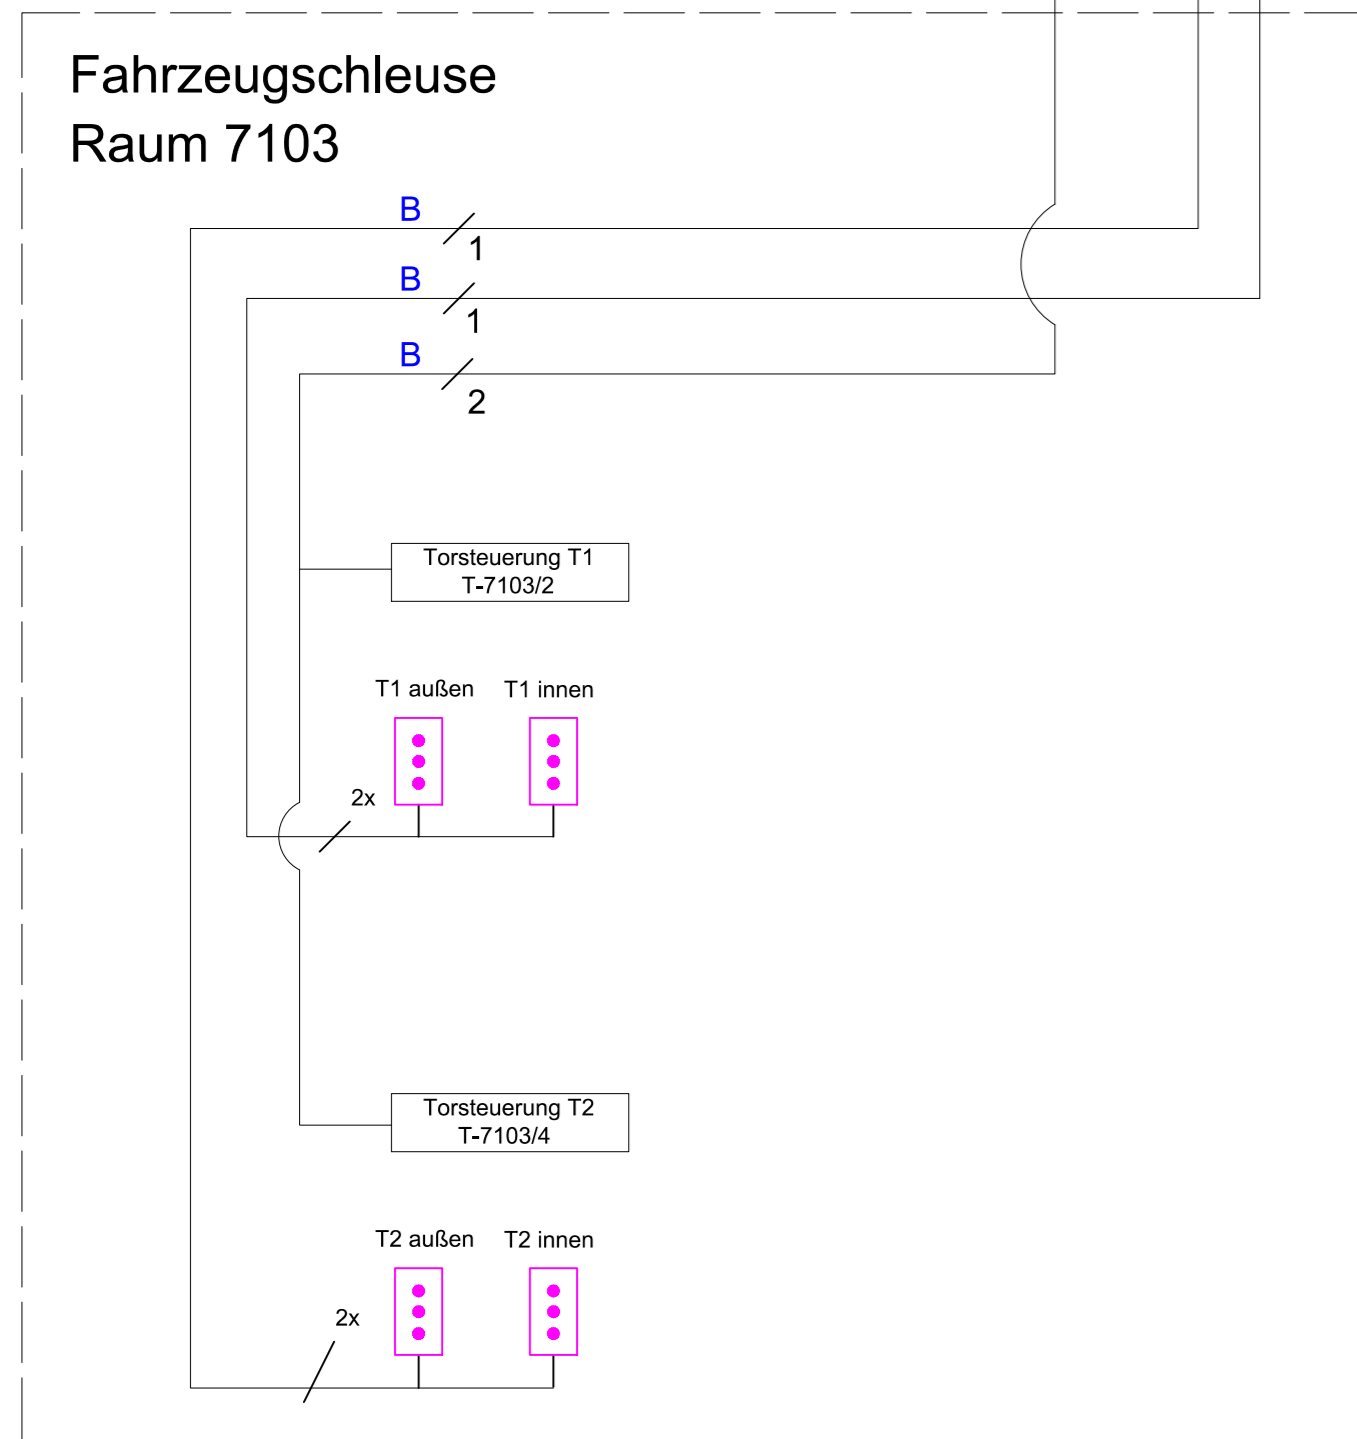 Fahrzeugschleuse
Raum 7103
B
1
B
1
B
2
Torsteuerung T1
T-7103/2
T1 außen
T1 innen
2x
Torsteuerung T2
T-7103/4
T2 außen
T2 innen
2x